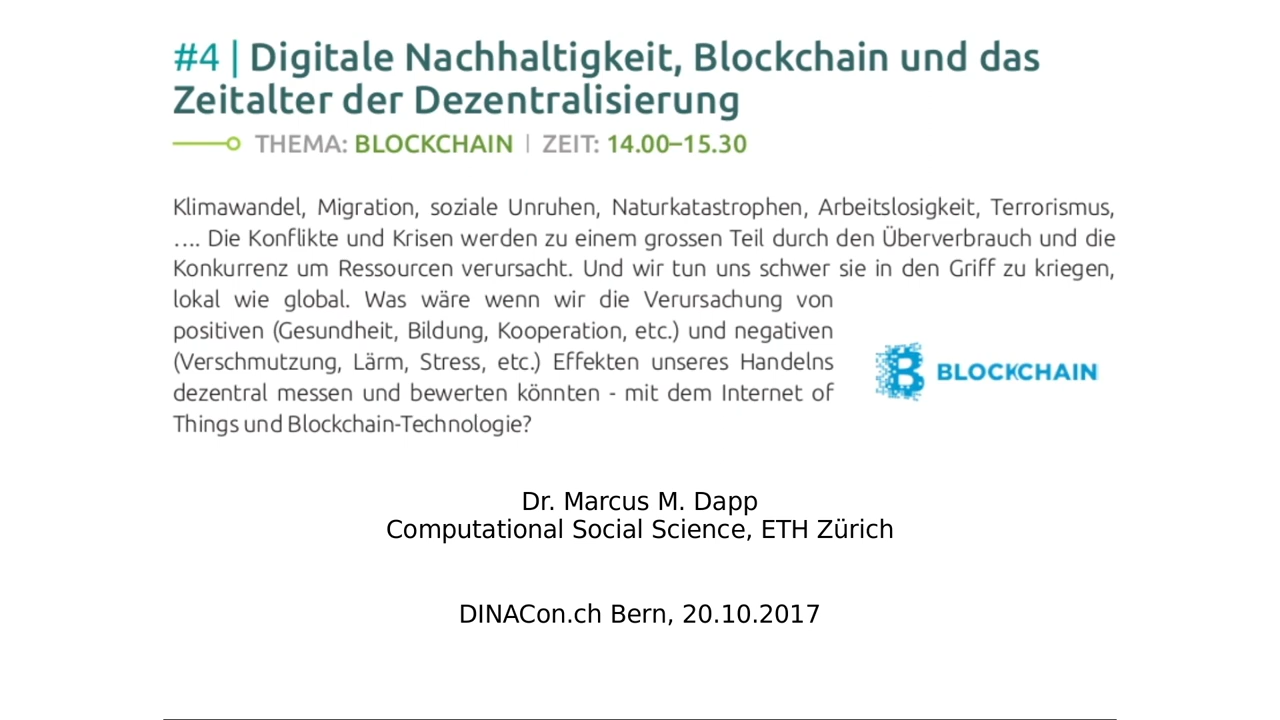 #4 | Digitale Nachhaltigkeit, Blockchain und das
Zeitalter der Dezentralisierung
THEMA: BLOCKCHAIN | ZEIT: 14.00–15.30
Klimawandel, Migration, soziale Unruhen, Naturkatastrophen, Arbeitslosigkeit, Terrorismus,
…. Die Konflikte und Krisen werden zu einem grossen Teil durch den Überverbrauch und die
Konkurrenz um Ressourcen verursacht. Und wir tun uns schwer sie in den Griff zu kriegen,
lokal wie global. Was wäre wenn wir die Verursachung von
positiven (Gesundheit, Bildung, Kooperation, etc.) und negativen
(Verschmutzung, Lärm, Stress, etc.) Effekten unseres Handelns
dezentral messen und bewerten könnten - mit dem Internet of
Things und Blockchain-Technologie?
BLOCKCHAIN
Dr. Marcus M. Dapp
Computational Social Science, ETH Zürich
DINACon.ch Bern, 20.10.2017